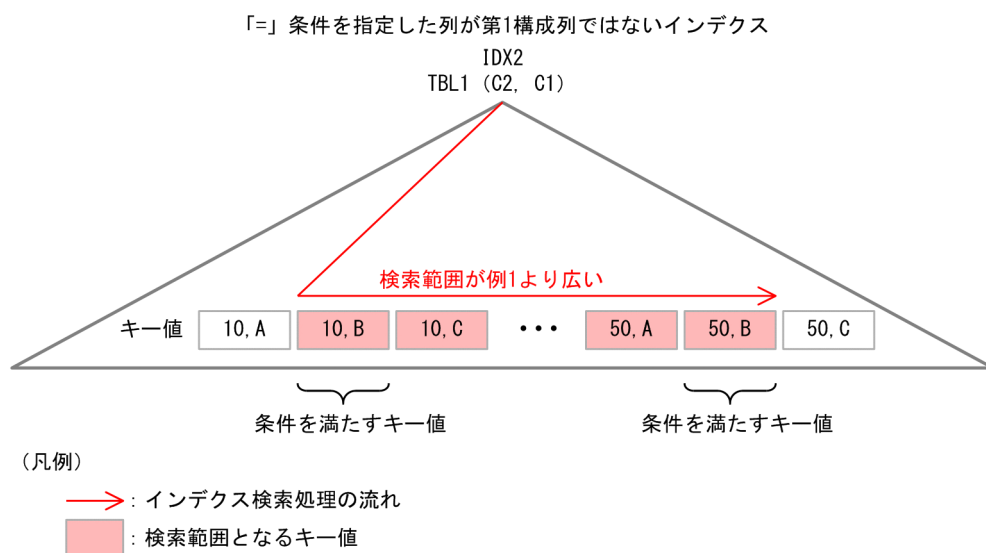 「=」条件を指定した列が第1構成列ではないインデクス
IDX2
TBL1 (C2, C1)
検索範囲が例1より広い
キー値 10,A 10,B 10,C ・・・ 50,A 50,B 50,C
条件を満たすキー値 条件を満たすキー値
(凡例)
: インデクス検索処理の流れ
: 検索範囲となるキー値